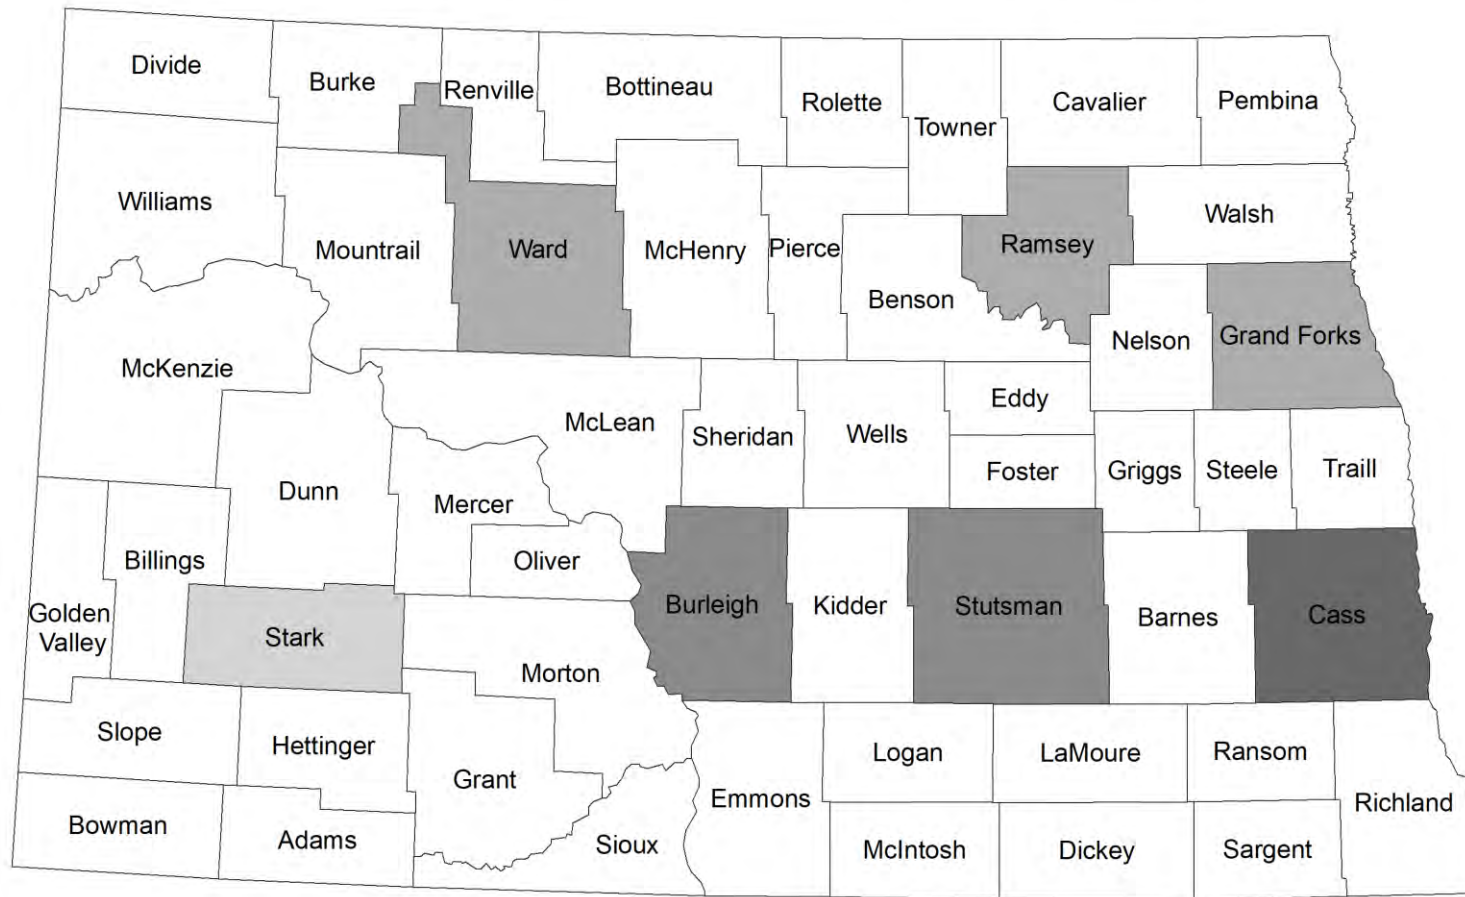 Divide
Burke
Renville
Bottineau
Rolette
Towner
Cavalier
Pembina
Williams
Mountrail
Ward
McHenry
Pierce
Benson
Ramsey
Walsh
McKenzie
Nelson
Grand Forks
Dunn
Mercer
McLean
Sheridan
Wells
Eddy
Foster
Griggs
Steele
Traill
Golden
Valley
Billings
Stark
Oliver
Morton
Burleigh
Kidder
Stutsman
Barnes
Cass
Slope
Hettinger
Grant
Bowman
Adams
Sioux
Emmons
Logan
LaMoure
Ransom
Richland
McIntosh
Dickey
Sargent